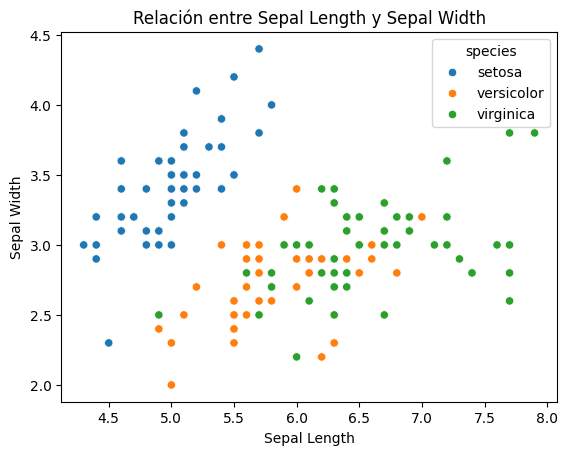 Relación entre Sepal Length y Sepal Width
species
setosa
versicolor
virginica
Sepal Width
4.5
4.0
3.5
3.0
2.5
2.0
4.5 5.0 5.5 6.0 6.5 7.0 7.5 8.0
Sepal Length